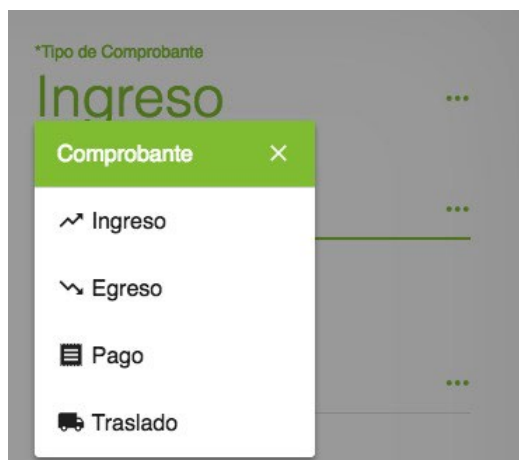 *Tipo de Comprobante
Ingreso
Comprobante
Ingreso
Egreso
Pago
Traslado